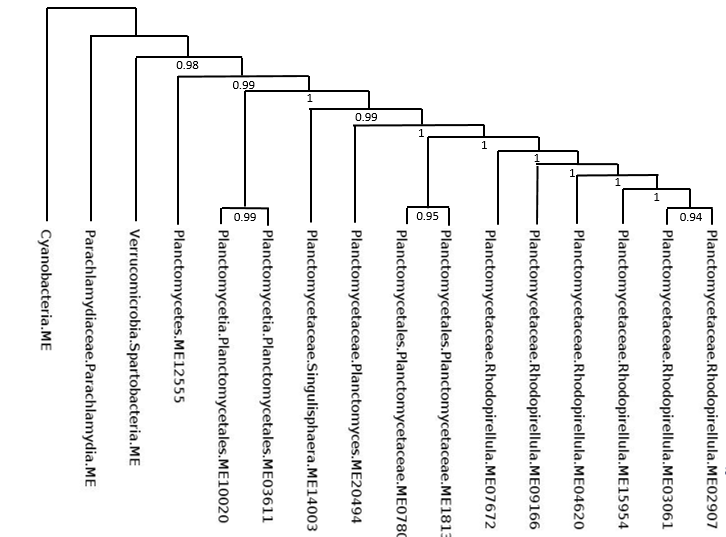 0.98
0.99
1
0.99
1
1
1
1
1
1
0.99
0.95
0.94
Cyanobacteria.ME
Parachlamydiaceae.Parachlamydia.ME
Verrucomicrobia.Spartobacteria.ME
Planctomycetes.ME12555
Planctomycetia.Planctomycetales.ME10020
Planctomycetia.Planctomycetales.ME03611
Planctomycetaceae.Singulisphaera.ME14003
Planctomycetaceae.Planctomyces.ME20494
Planctomycetales.Planctomycetaceae.ME0780
Planctomycetales.Planctomycetaceae.ME1813
Planctomycetaceae.Rhodopirellula.ME07672
Planctomycetaceae.Rhodopirellula.ME09166
Planctomycetaceae.Rhodopirellula.ME04620
Planctomycetaceae.Rhodopirellula.ME15954
Planctomycetaceae.Rhodopirellula.ME03061
Planctomycetaceae.Rhodopirellula.ME02907